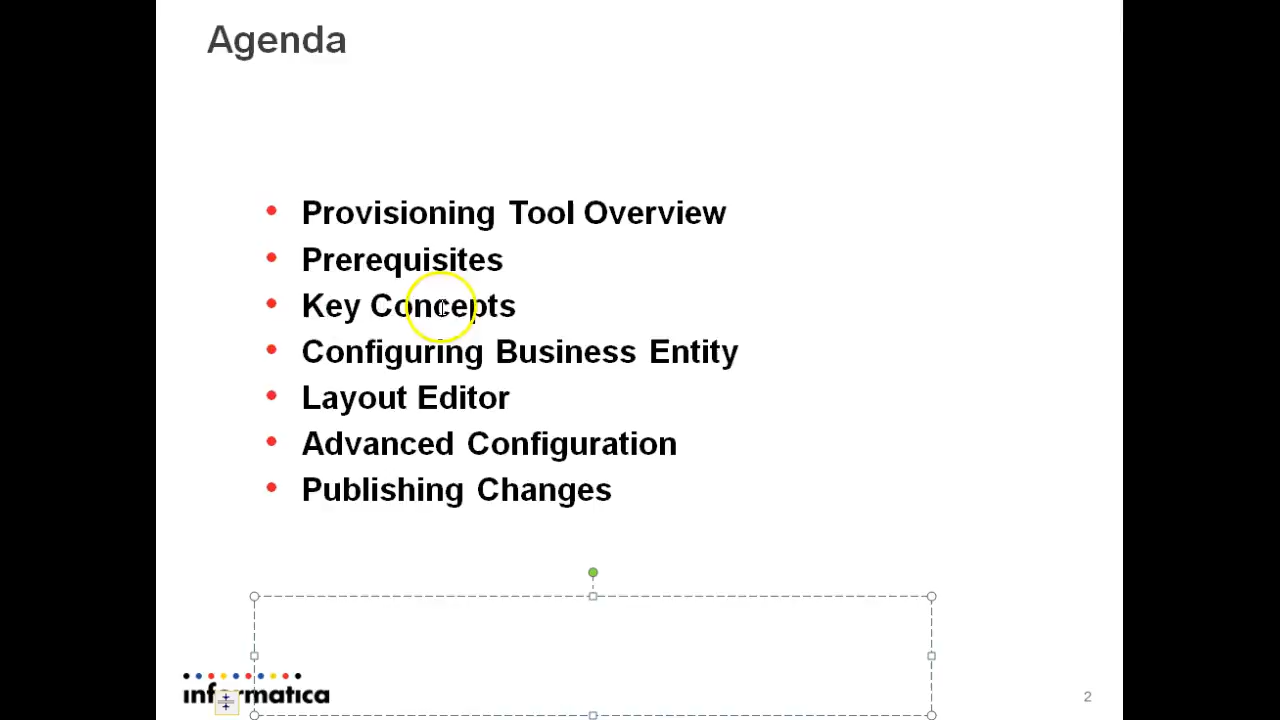 Agenda
Provisioning Tool Overview
Prerequisites
Key Concepts
Configuring Business Entity
Layout Editor
Advanced Configuration
Publishing Changes
informatica
2